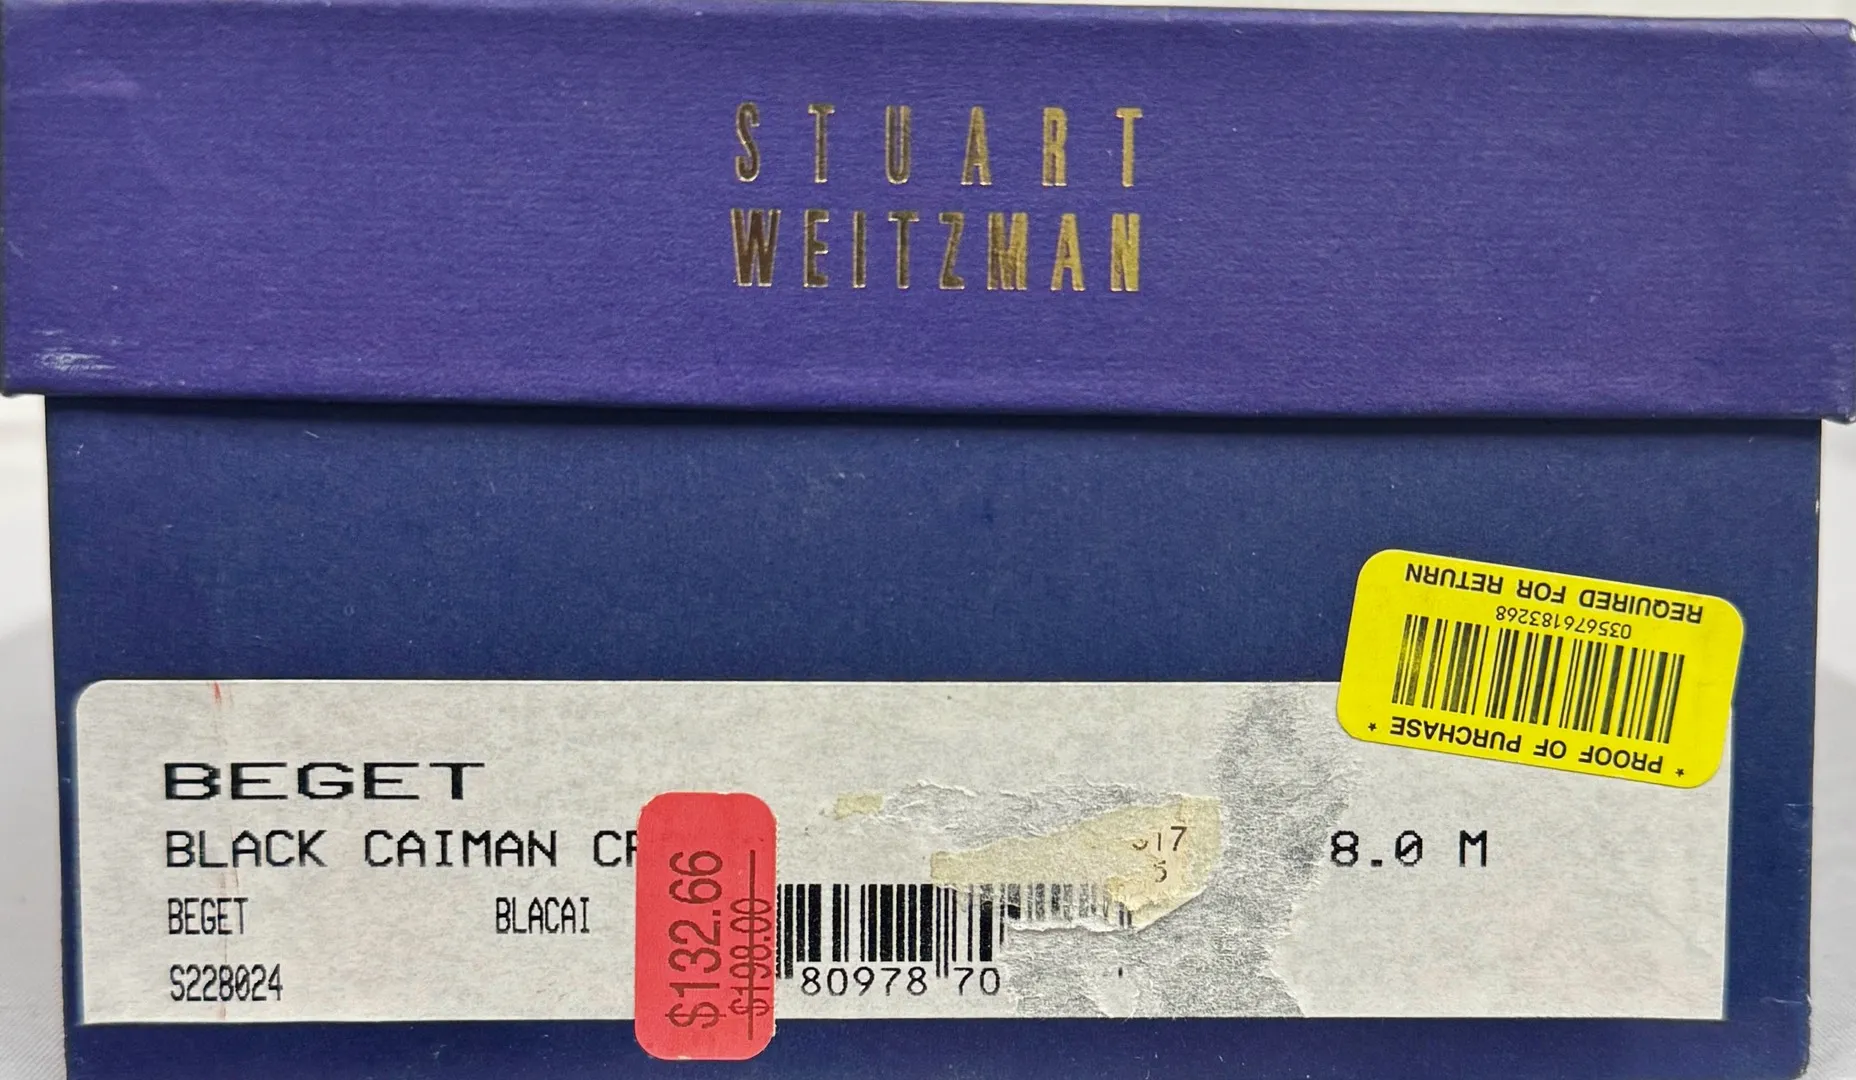 STUART
WEITZMAN
REQUIRED FOR RETURN
035676183268
* PROOF OF PURCHASE *
BEGET
BLACK CAIMAN
8.0 M
BEGET BLACAI
S228024
$132.66
$198.00
80978 70